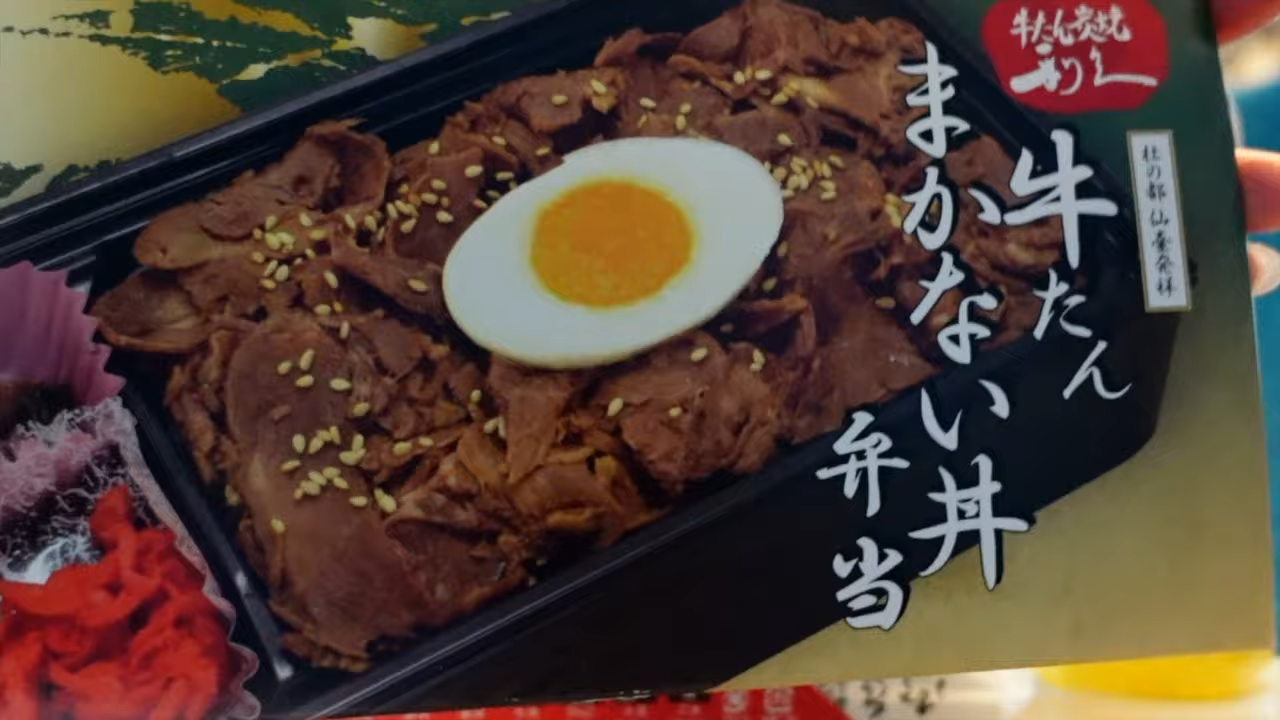 牛たん炭焼
利久
杜の都 仙臺発祥
牛たん
まかない丼
弁当